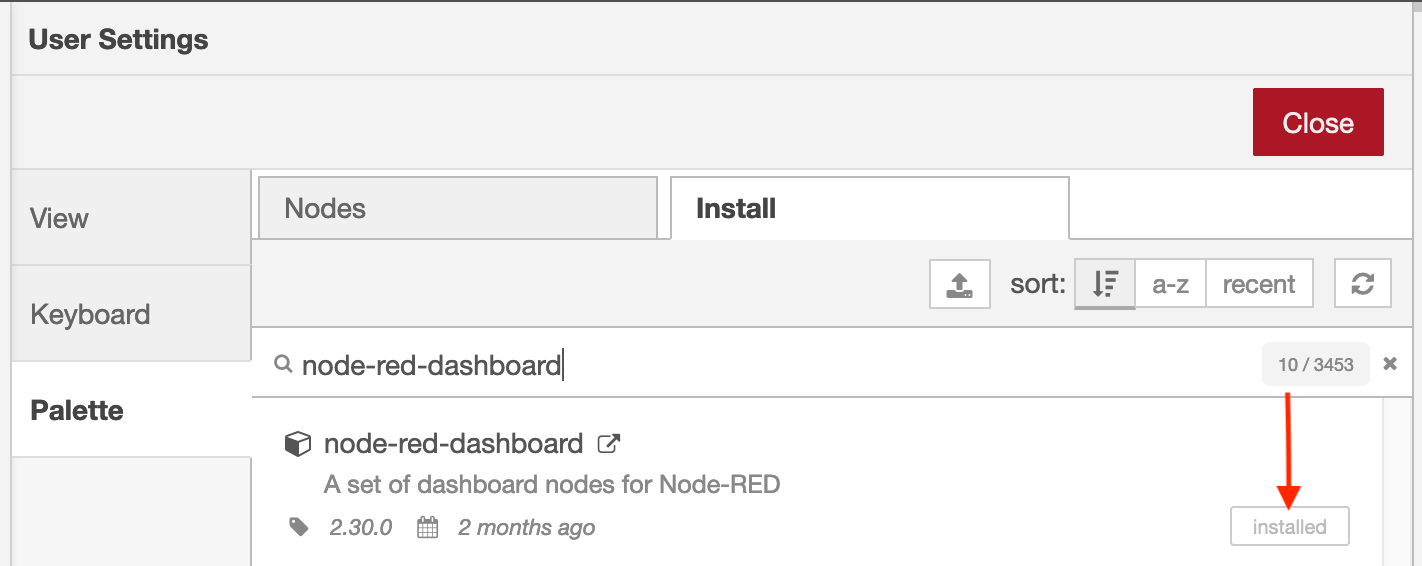 User Settings
Close
View
Keyboard
Palette
Nodes
Install
sort: a-z recent
node-red-dashboard
10 / 3453
node-red-dashboard
A set of dashboard nodes for Node-RED
2.30.0 2 months ago
installed